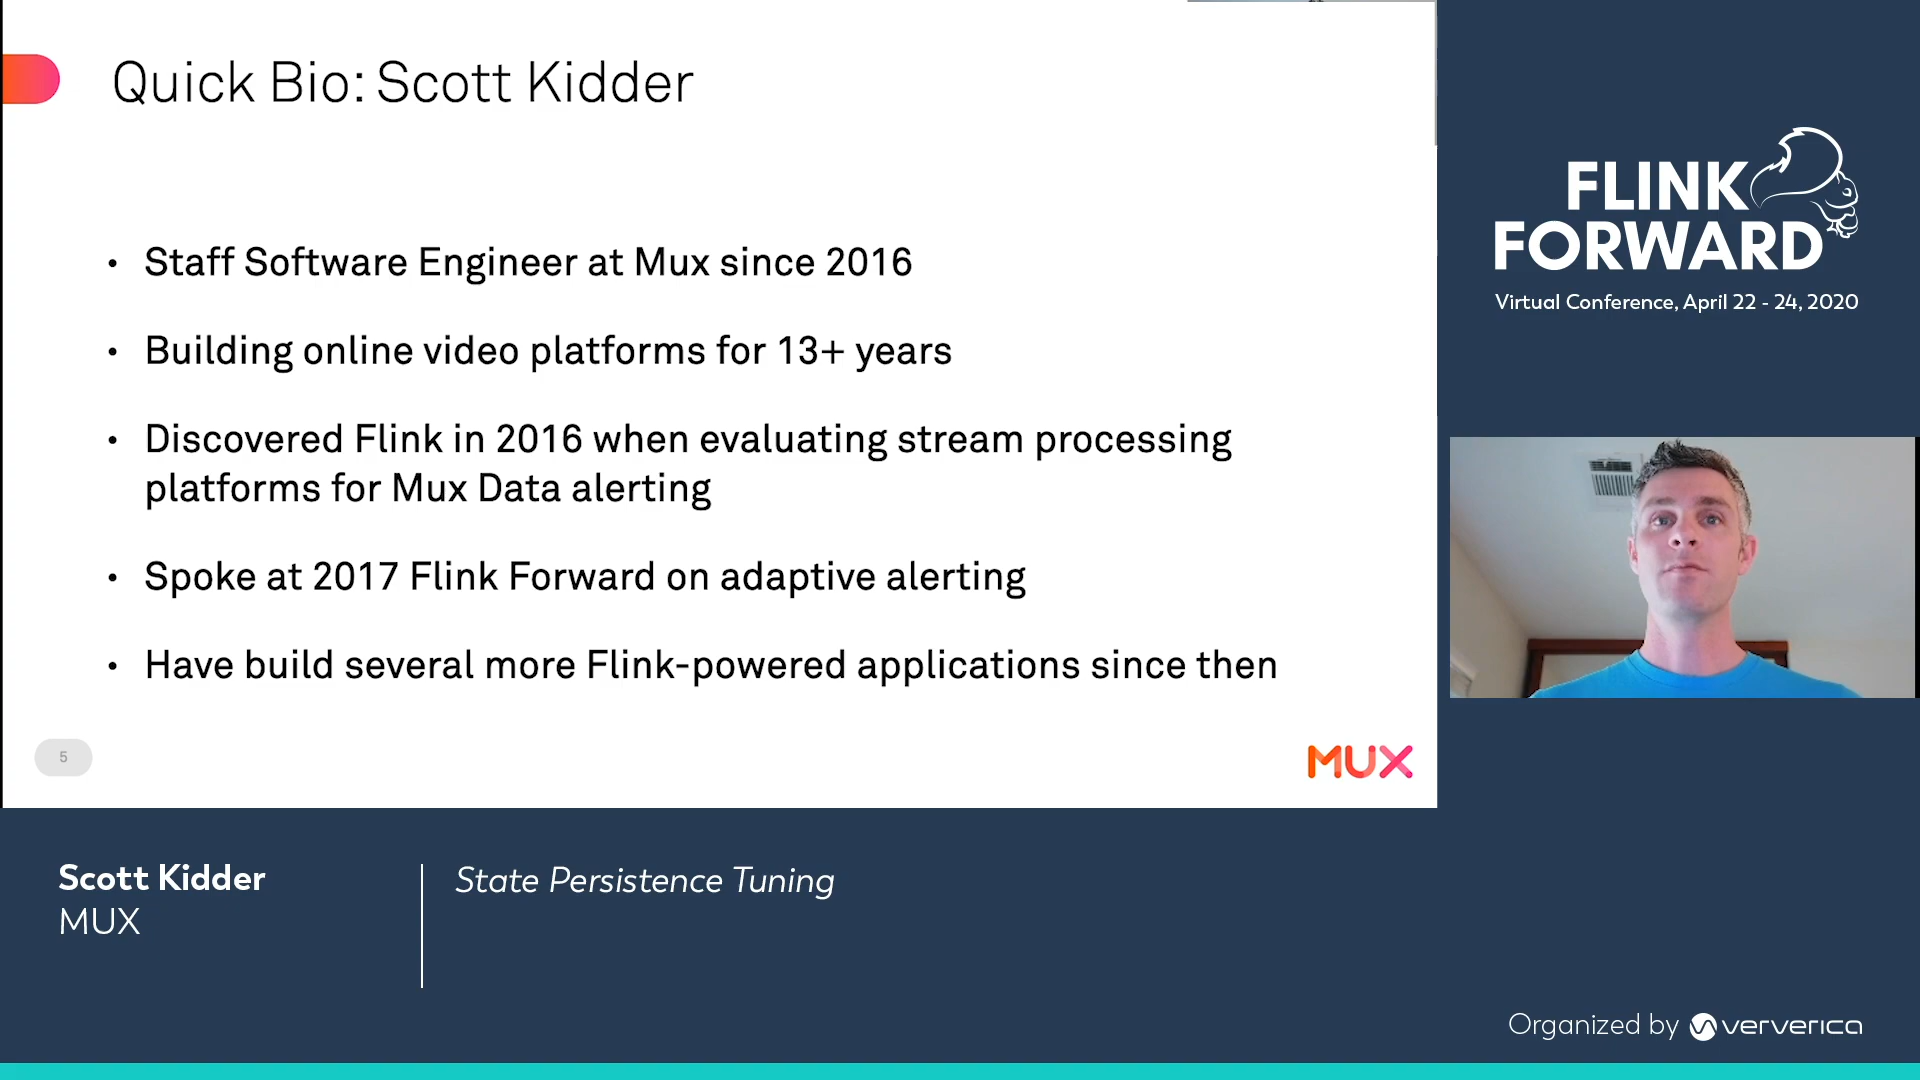 Quick Bio: Scott Kidder
• Staff Software Engineer at Mux since 2016
• Building online video platforms for 13+ years
• Discovered Flink in 2016 when evaluating stream processing
platforms for Mux Data alerting
• Spoke at 2017 Flink Forward on adaptive alerting
• Have build several more Flink-powered applications since then
5
MUX
FLINK
FORWARD
Virtual Conference, April 22 - 24, 2020
Scott Kidder
MUX
State Persistence Tuning
Organized by ververica